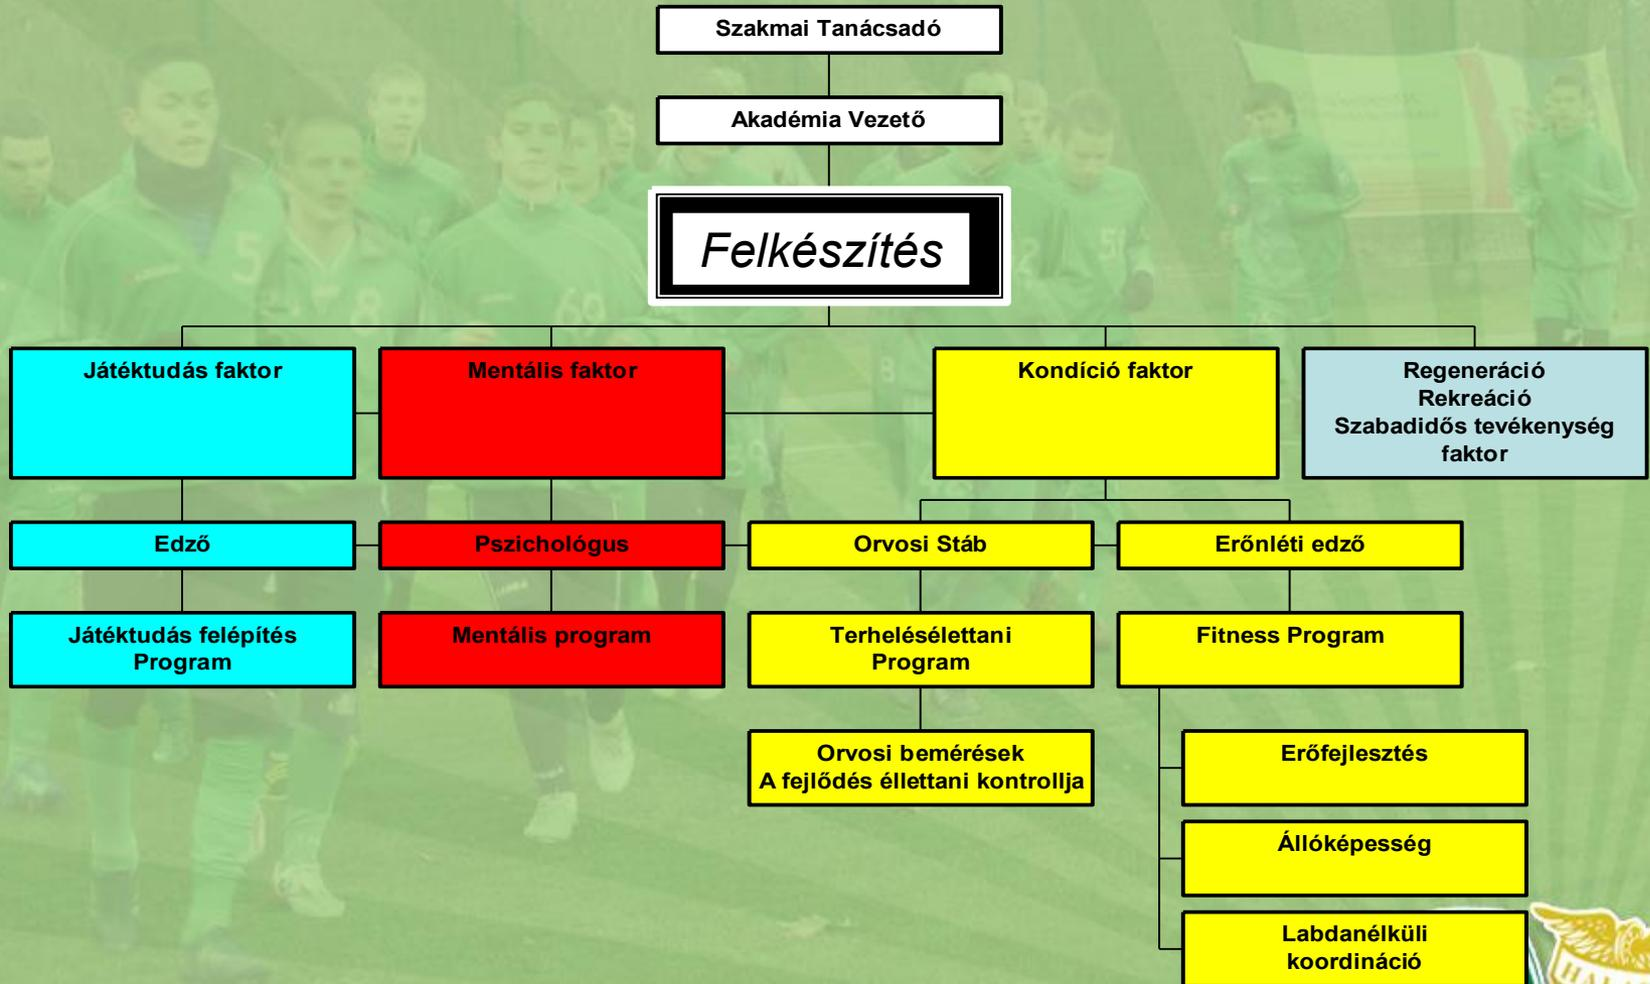 Szakmai Tanácsadó
Akadémia Vezető
Felkészítés
Játéktudás faktor
Mentális faktor
Kondíció faktor
Regeneráció
Rekreáció
Szabadidős tevékenység
faktor
Edző
Pszichológus
Orvosi Stáb
Erőnléti edző
Játéktudás felépítés
Program
Mentális program
Terhelésélettani
Program
Fitness Program
Orvosi bemérések
A fejlődés éllettani kontrollja
Erőfejlesztés
Állóképesség
Labdanélküli
koordináció